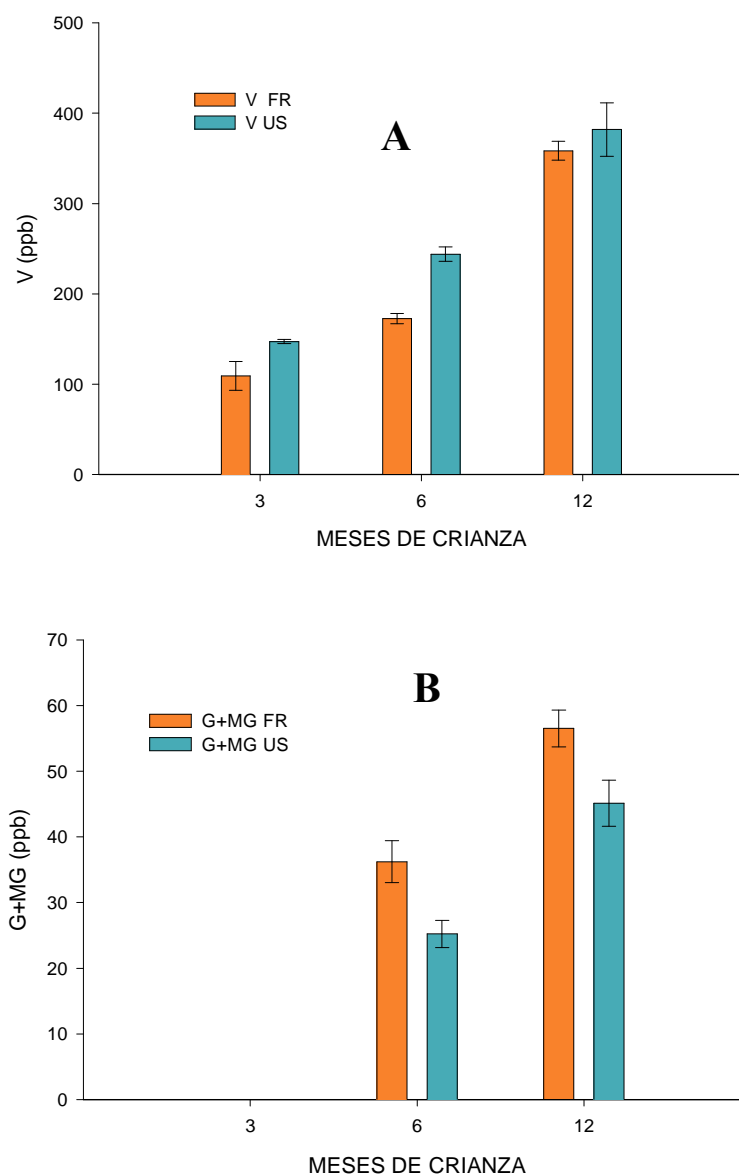 500
400
300
200
100
0
V (ppb)
V FR
V US
A
3
6
12
MESES DE CRIANZA
70
60
50
40
30
20
10
0
G+MG (ppb)
G+MG FR
G+MG US
B
3
6
12
MESES DE CRIANZA